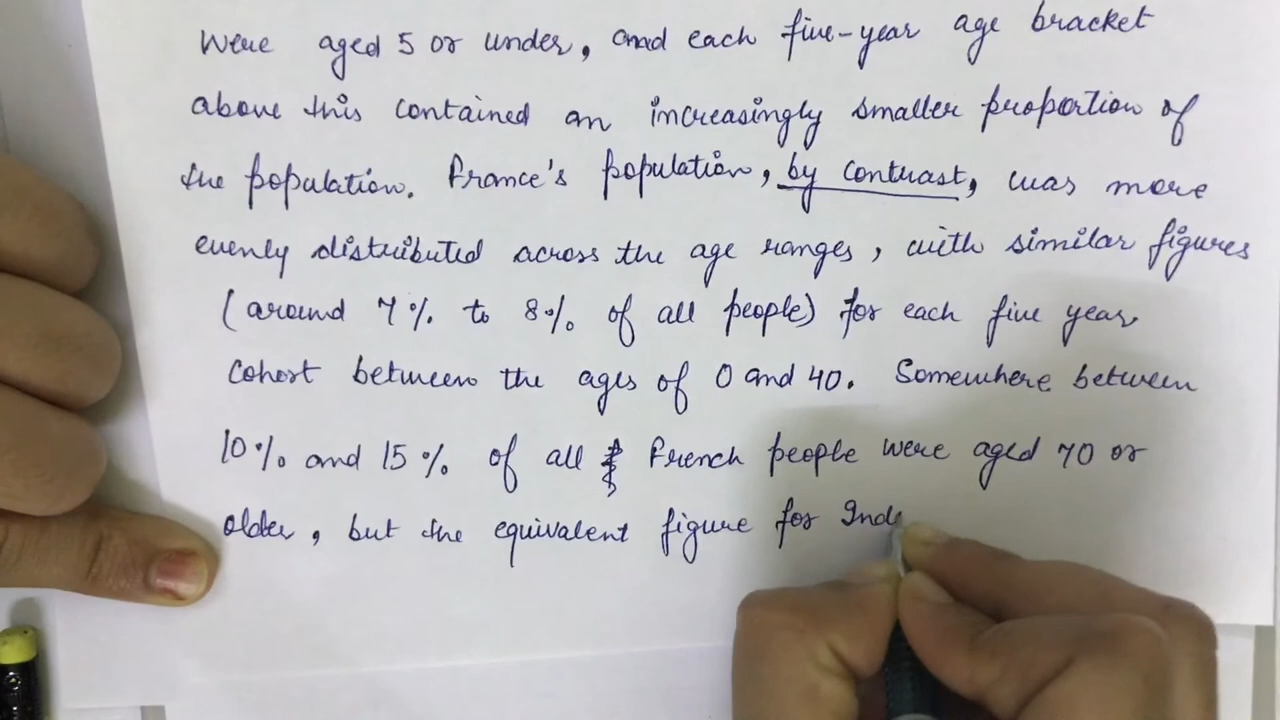 were aged 5 or under, and each five-year age bracket
above this contained an increasingly smaller proportion of
the population. France's population, by contrast, was more
evenly distributed across the age ranges, with similar figures
(around 7% to 8% of all people) for each five year
cohort between the ages of 0 and 40. Somewhere between
10% and 15% of all French people were aged 70 or
older, but the equivalent figure for Ind